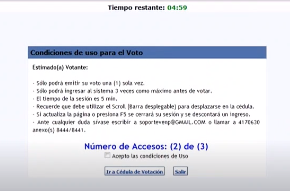 Tiempo restante: 04:59
Condiciones de uso para el Voto
Estimado(a) Votante:
- Sólo podrá emitir su voto una (1) sola vez.
- Sólo podrá ingresar al sistema 3 veces como máximo antes de votar.
- El tiempo de la sesión es 5 min.
- Recuerde que debe utilizar el Scroll [Barra desplegable] para desplazarse en la cédula.
- Si actualiza la página o presiona F5 se cerrará su sesión y se descontará un ingreso.
- Ante cualquier duda sírvase escribir a soportevenp@GMAIL.COM o llamar a 4170630
anexo(s) 8444/8441.
Número de Accesos: (2) de (3)
Acepto las condiciones de Uso
Ir a Cédula de Votación
Salir